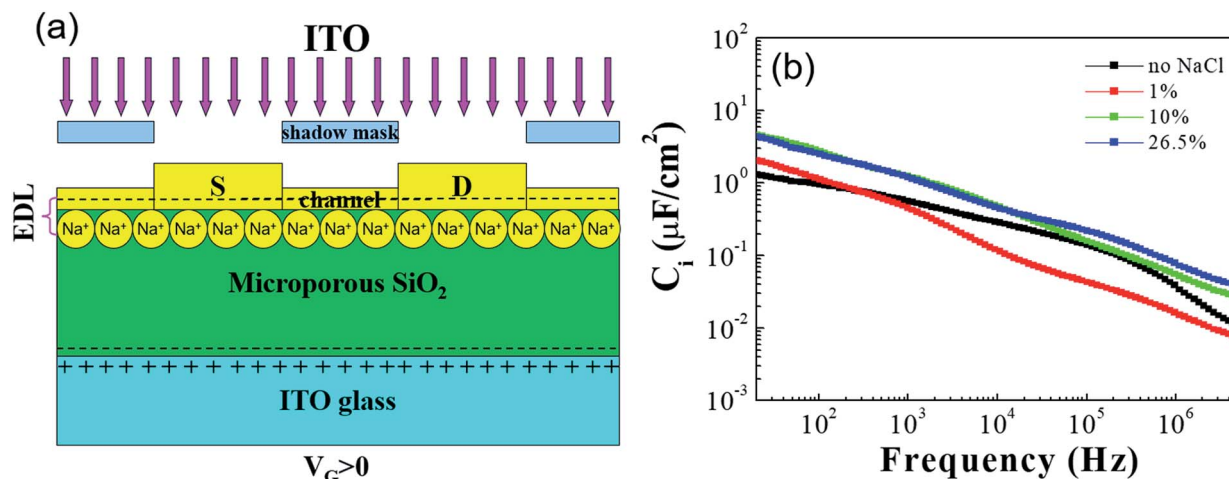 (a)
ITO
shadow mask
S
D
channel
EDL
Na⁺ Na⁺ Na⁺ Na⁺ Na⁺ Na⁺ Na⁺ Na⁺ Na⁺ Na⁺ Na⁺ Na⁺ Na⁺ Na⁺ Na⁺
Microporous SiO₂
+ + + + + + + + + + + + + + + + + + + + + + + +
ITO glass
V_G>0
(b)
no NaCl
1%
10%
26.5%
C_i (μF/cm²)
10²
10¹
10⁰
10⁻¹
10⁻²
10⁻³
10² 10³ 10⁴ 10⁵ 10⁶
Frequency (Hz)